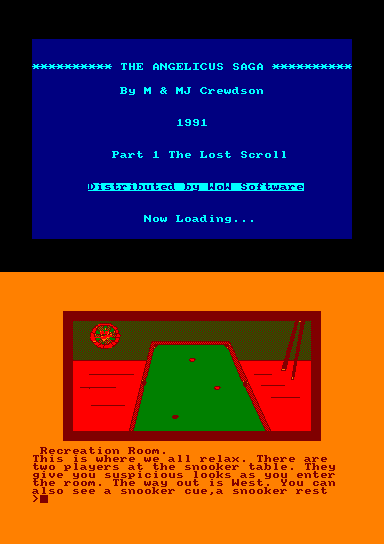 ********** THE ANGELICUS SAGA **********
By M & MJ Crewdson
1991
Part 1 The Lost Scroll
Distributed by WoW Software
Now Loading...
Recreation Room.
This is where we all relax. There are
two players at the snooker table. They
give you suspicious looks as you enter
the room. The way out is West. You can
also see a snooker cue,a snooker rest
>